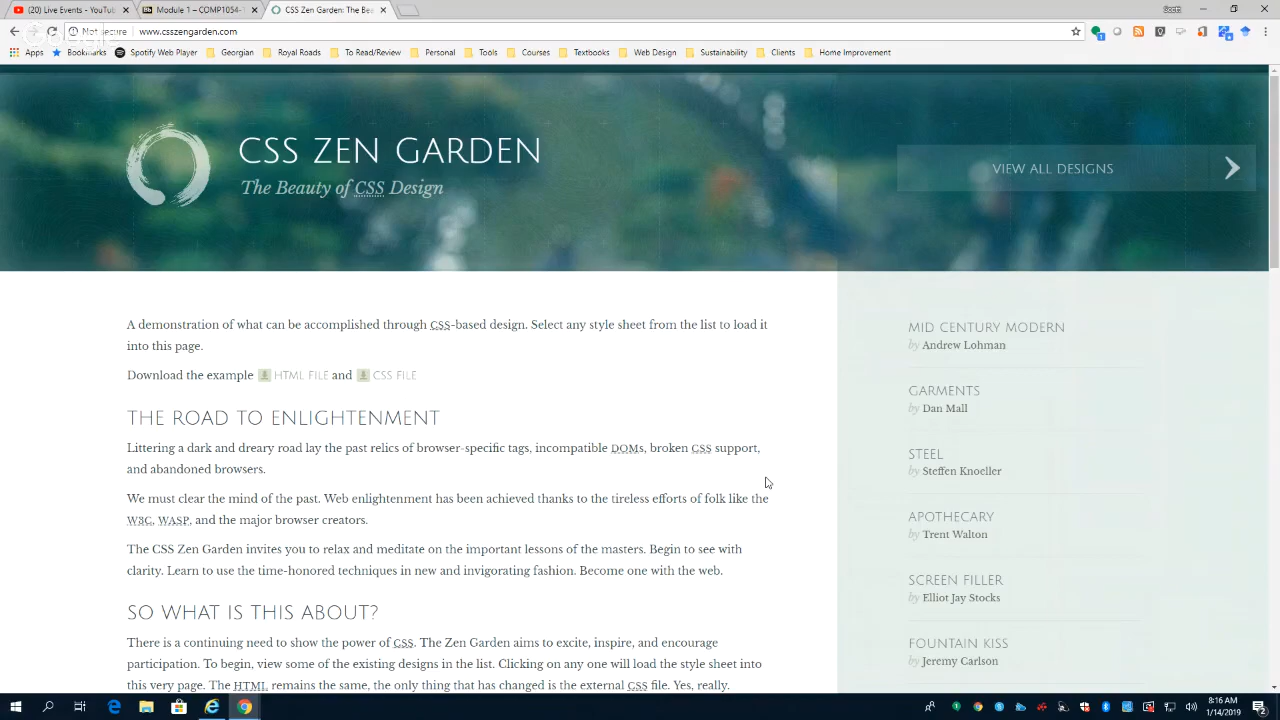 (20) Live Events - YouTube
Module 1 – COMP1054-T
CSS Zen Garden: The Bea
Not secure
www.csszengarden.com
Apps
Bookmarks
Spotify Web Player
Georgian
Royal Roads
To Read/Review
Personal
Tools
Courses
Textbooks
Web Design
Sustainability
Clients
Home Improvement
CSS ZEN GARDEN
The Beauty of CSS Design
VIEW ALL DESIGNS
A demonstration of what can be accomplished through CSS-based design. Select any style sheet from the list to load it
into this page.
Download the example HTML FILE and CSS FILE
THE ROAD TO ENLIGHTENMENT
Littering a dark and dreary road lay the past relics of browser-specific tags, incompatible DOMs, broken CSS support,
and abandoned browsers.
We must clear the mind of the past. Web enlightenment has been achieved thanks to the tireless efforts of folk like the
W3C, WASP, and the major browser creators.
The CSS Zen Garden invites you to relax and meditate on the important lessons of the masters. Begin to see with
clarity. Learn to use the time-honored techniques in new and invigorating fashion. Become one with the web.
SO WHAT IS THIS ABOUT?
There is a continuing need to show the power of CSS. The Zen Garden aims to excite, inspire, and encourage
participation. To begin, view some of the existing designs in the list. Clicking on any one will load the style sheet into
this very page. The HTML remains the same, the only thing that has changed is the external CSS file. Yes, really.
MID CENTURY MODERN
by Andrew Lohman
GARMENTS
by Dan Mall
STEEL
by Steffen Knoeller
APOTHECARY
by Trent Walton
SCREEN FILLER
by Elliot Jay Stocks
FOUNTAIN KISS
by Jeremy Carlson
8:16 AM
1/14/2019
2